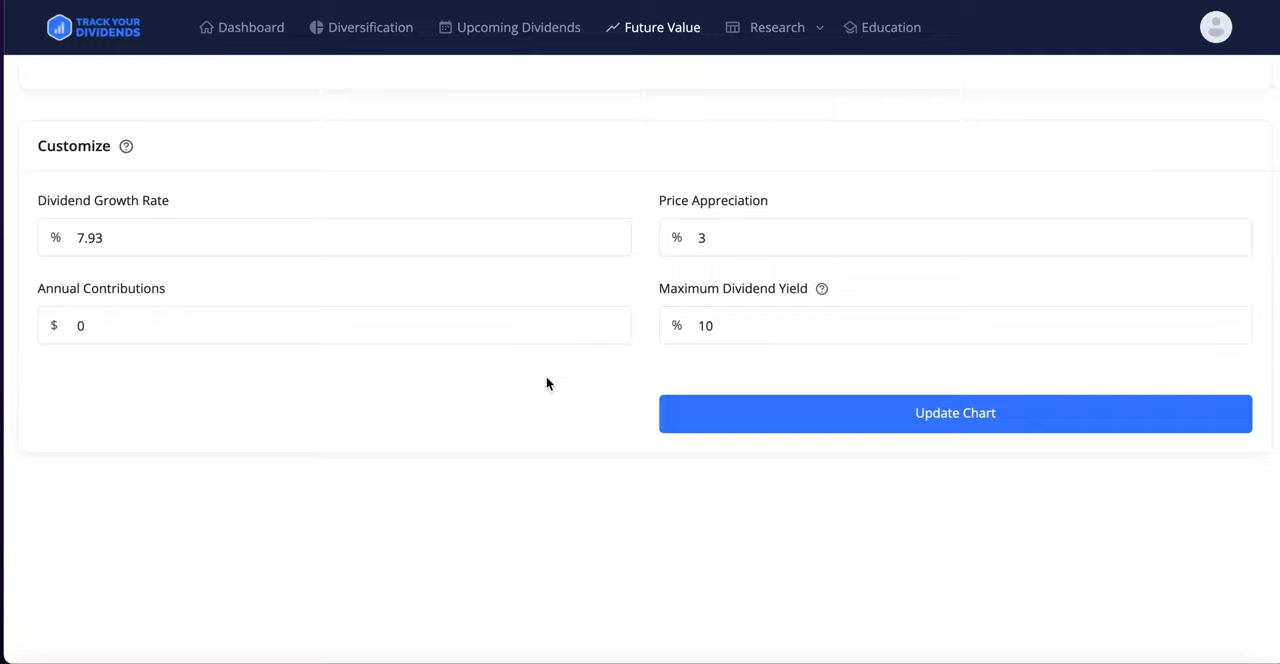 TRACK YOUR
DIVIDENDS
Dashboard
Diversification
Upcoming Dividends
Future Value
Research
Education
Customize ?
Dividend Growth Rate
% 7.93
Price Appreciation
% 3
Annual Contributions
$ 0
Maximum Dividend Yield ?
% 10
Update Chart